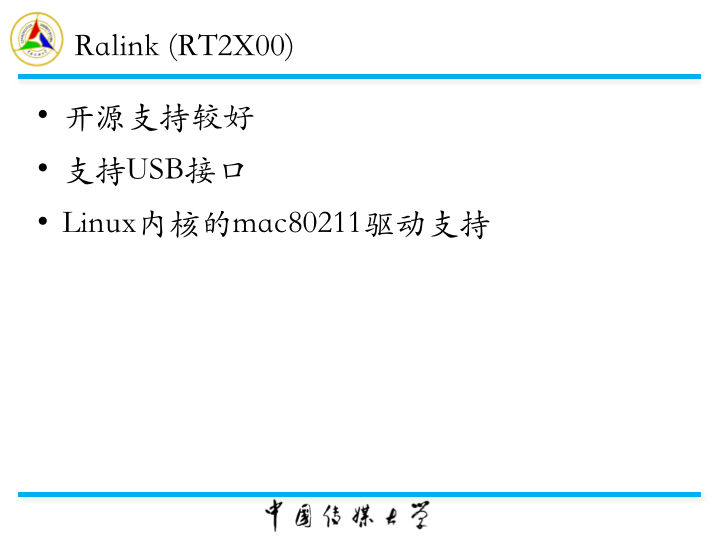 Ralink (RT2X00)
• 开源支持较好
• 支持USB接口
• Linux内核的mac80211驱动支持
中国传媒大学